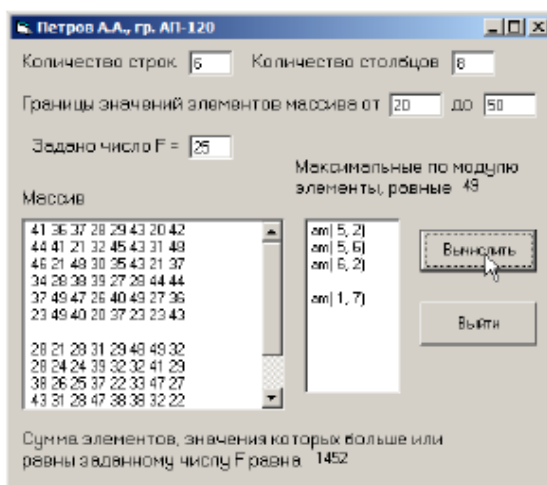 Петров А.А., гр. АП-120
Количество строк 6 Количество столбцов 8
Границы значений элементов массива от 20 до 50
Задано число F = 25
Максимальные по модулю
элементы, равные 49
Массив
41 36 37 28 29 43 20 42
44 41 21 32 45 43 31 48
46 21 48 30 35 43 21 37
34 28 38 39 27 28 44 44
37 49 47 26 40 49 27 36
23 49 40 20 37 23 23 43
28 21 28 31 29 48 49 32
28 24 24 39 32 32 41 29
38 26 25 37 22 33 47 27
43 31 28 47 38 38 32 22
am( 5, 2)
am( 5, 6)
am( 6, 2)
am( 1, 7)
Вычислить
Выйти
Сумма элементов, значения которых больше или
равны заданному числу F равна 1452